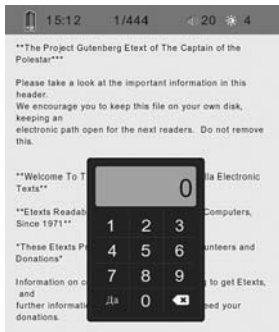 15:12 1/444 20 4
**The Project Gutenberg Etext of The Captain of the
Polestar***
Please take a look at the important information in this
header.
We encourage you to keep this file on your own disk,
keeping an
electronic path open for the next readers. Do not remove
this.
**Welcome To T lla Electronic
Texts**
0
**Etexts Readab Computers,
Since 1971**
1 2 3
*These Etexts Pr unteers and
Donations*
4 5 6
7 8 9
Information on c g to get Etexts,
and
Да 0
further informatio eed your
donations.